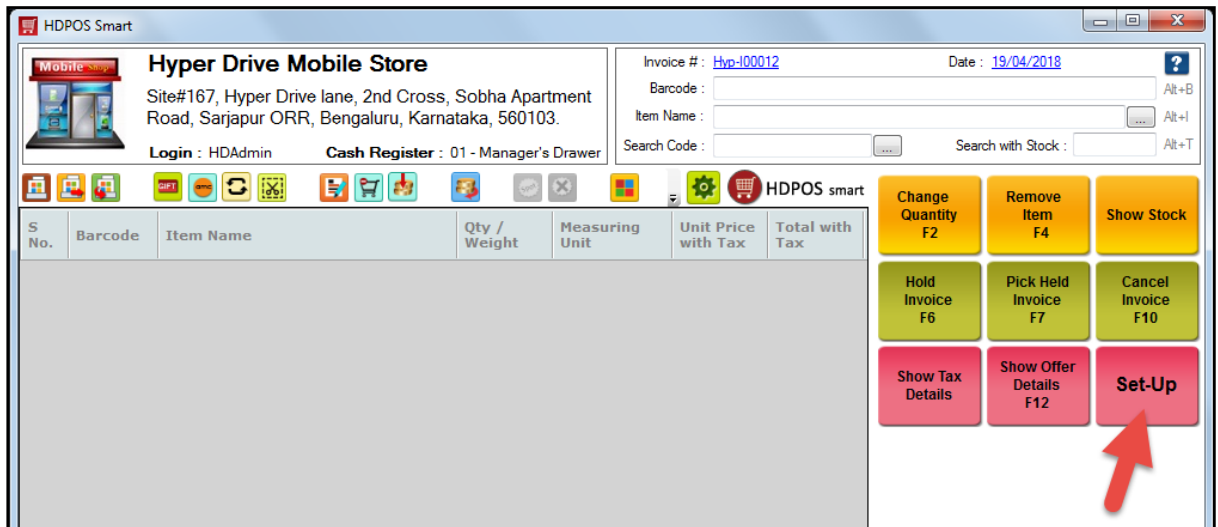 HDPOS Smart
Mobile Shop
Hyper Drive Mobile Store
Site#167, Hyper Drive lane, 2nd Cross, Sobha Apartment
Road, Sarjapur ORR, Bengaluru, Karnataka, 560103.
Login : HDAdmin Cash Register : 01 - Manager's Drawer
Invoice # : Hyp-I00012 Date : 19/04/2018 ?
Barcode : Alt+B
Item Name : ... Alt+I
Search Code : ... Search with Stock : Alt+T
GIFT amc HDPOS smart
S
No.
Barcode
Item Name
Qty /
Weight
Measuring
Unit
Unit Price
with Tax
Total with
Tax
Change
Quantity
F2
Remove
Item
F4
Show Stock
Hold
Invoice
F6
Pick Held
Invoice
F7
Cancel
Invoice
F10
Show Tax
Details
Show Offer
Details
F12
Set-Up